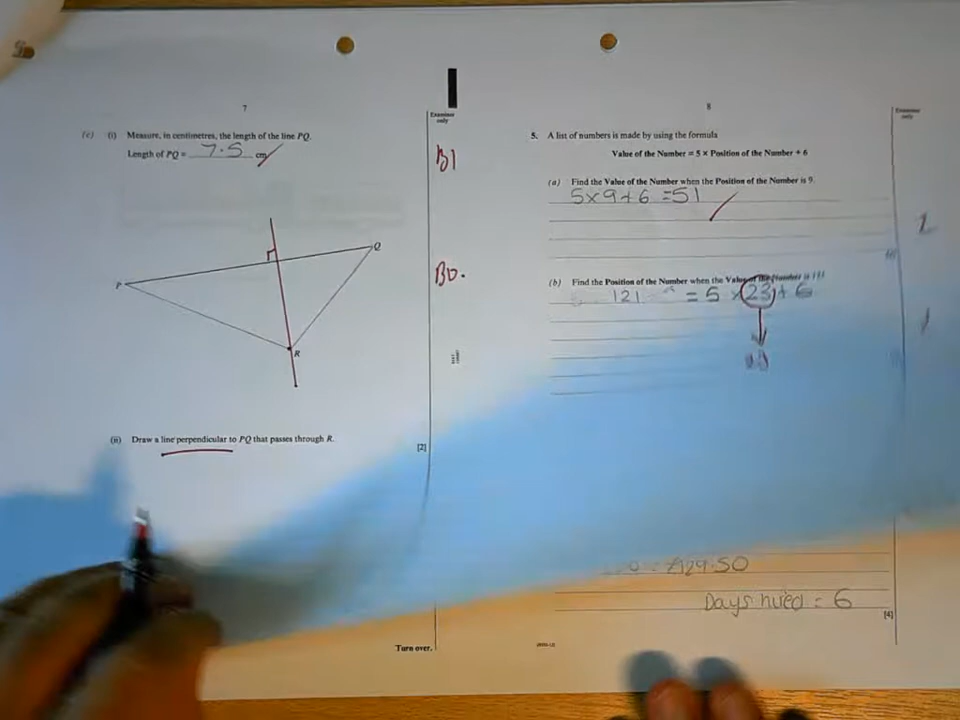 7
(c) (i) Measure, in centimetres, the length of the line PQ.
Length of PQ = 7.5 cm
Examiner only
B1
Q
P
B0.
R
(ii) Draw a line perpendicular to PQ that passes through R.
[2]
Turn over.
8
Examiner only
5. A list of numbers is made by using the formula
Value of the Number = 5 × Position of the Number + 6
(a) Find the Value of the Number when the Position of the Number is 9.
5×9+6 = 51
(b) Find the Position of the Number when the Value of the Number is
121 = 5 × 23 + 6
£129.50
Days hired = 6
[4]